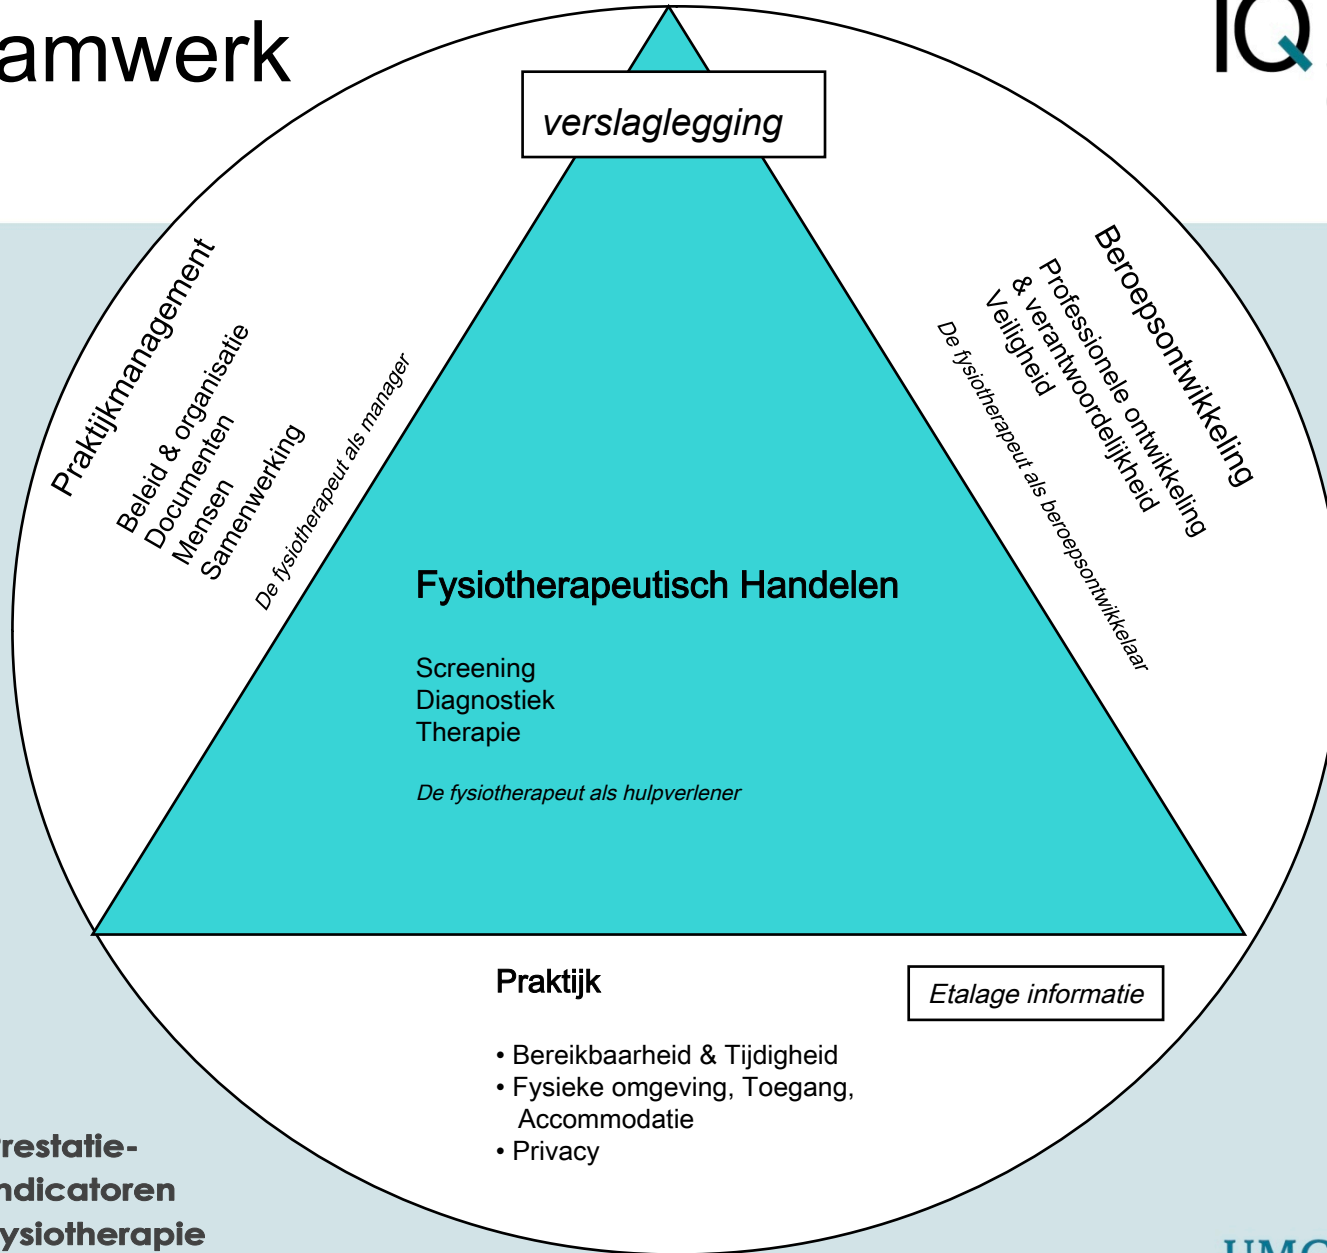 amwerk
IQ
verslaglegging
Praktijkmanagement
Beleid & organisatie
Documenten
Mensen
Samenwerking
De fysiotherapeut als manager
Beroepsontwikkeling
Professionele ontwikkeling
& verantwoordelijkheid
Veiligheid
De fysiotherapeut als beroepsontwikkelaar
Fysiotherapeutisch Handelen
Screening
Diagnostiek
Therapie
De fysiotherapeut als hulpverlener
Praktijk
Etalage informatie
• Bereikbaarheid & Tijdigheid
• Fysieke omgeving, Toegang,
Accommodatie
• Privacy
restatie-
ndicatoren
ysiotherapie
UMC